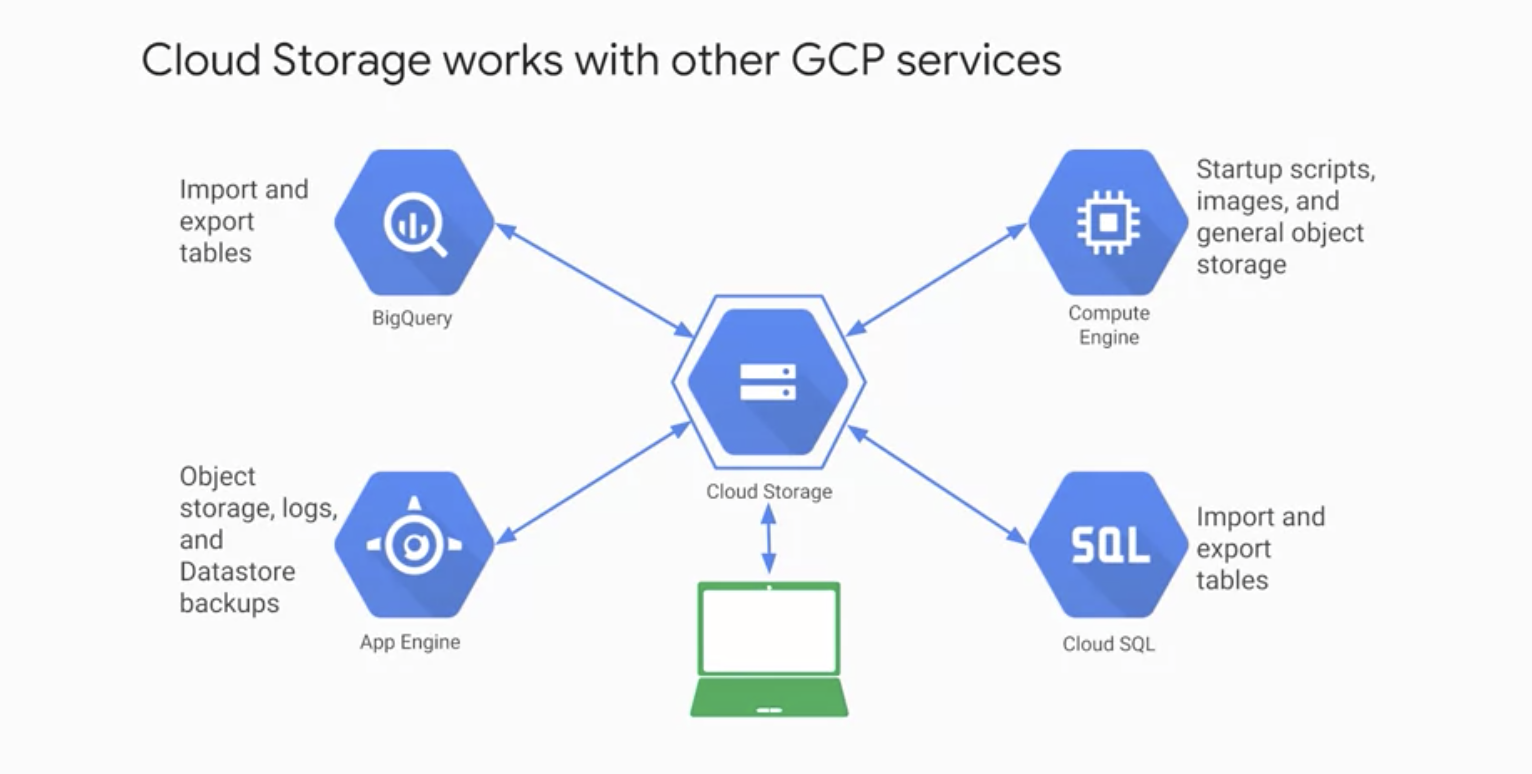 Cloud Storage works with other GCP services
Import and
export
tables
BigQuery
Startup scripts,
images, and
general object
storage
Compute
Engine
Cloud Storage
Object
storage, logs,
and
Datastore
backups
App Engine
SQL
Import and
export
tables
Cloud SQL